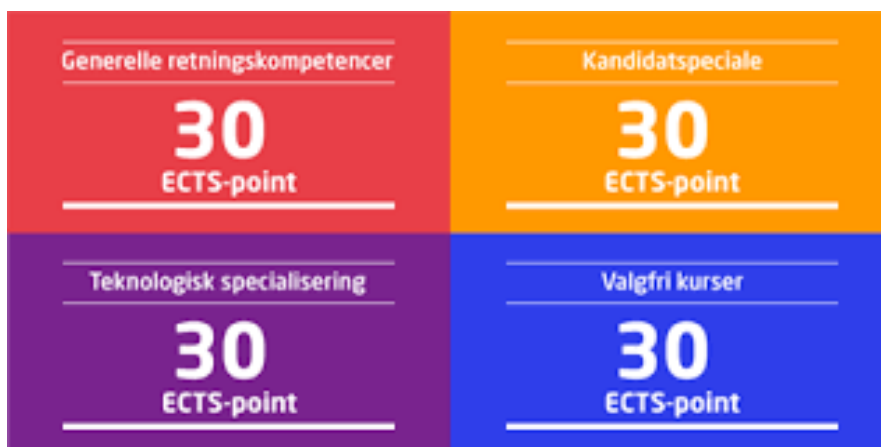 Generelle retningskompetencer
30
ECTS-point
Kandidatspeciale
30
ECTS-point
Teknologisk specialisering
30
ECTS-point
Valgfri kurser
30
ECTS-point